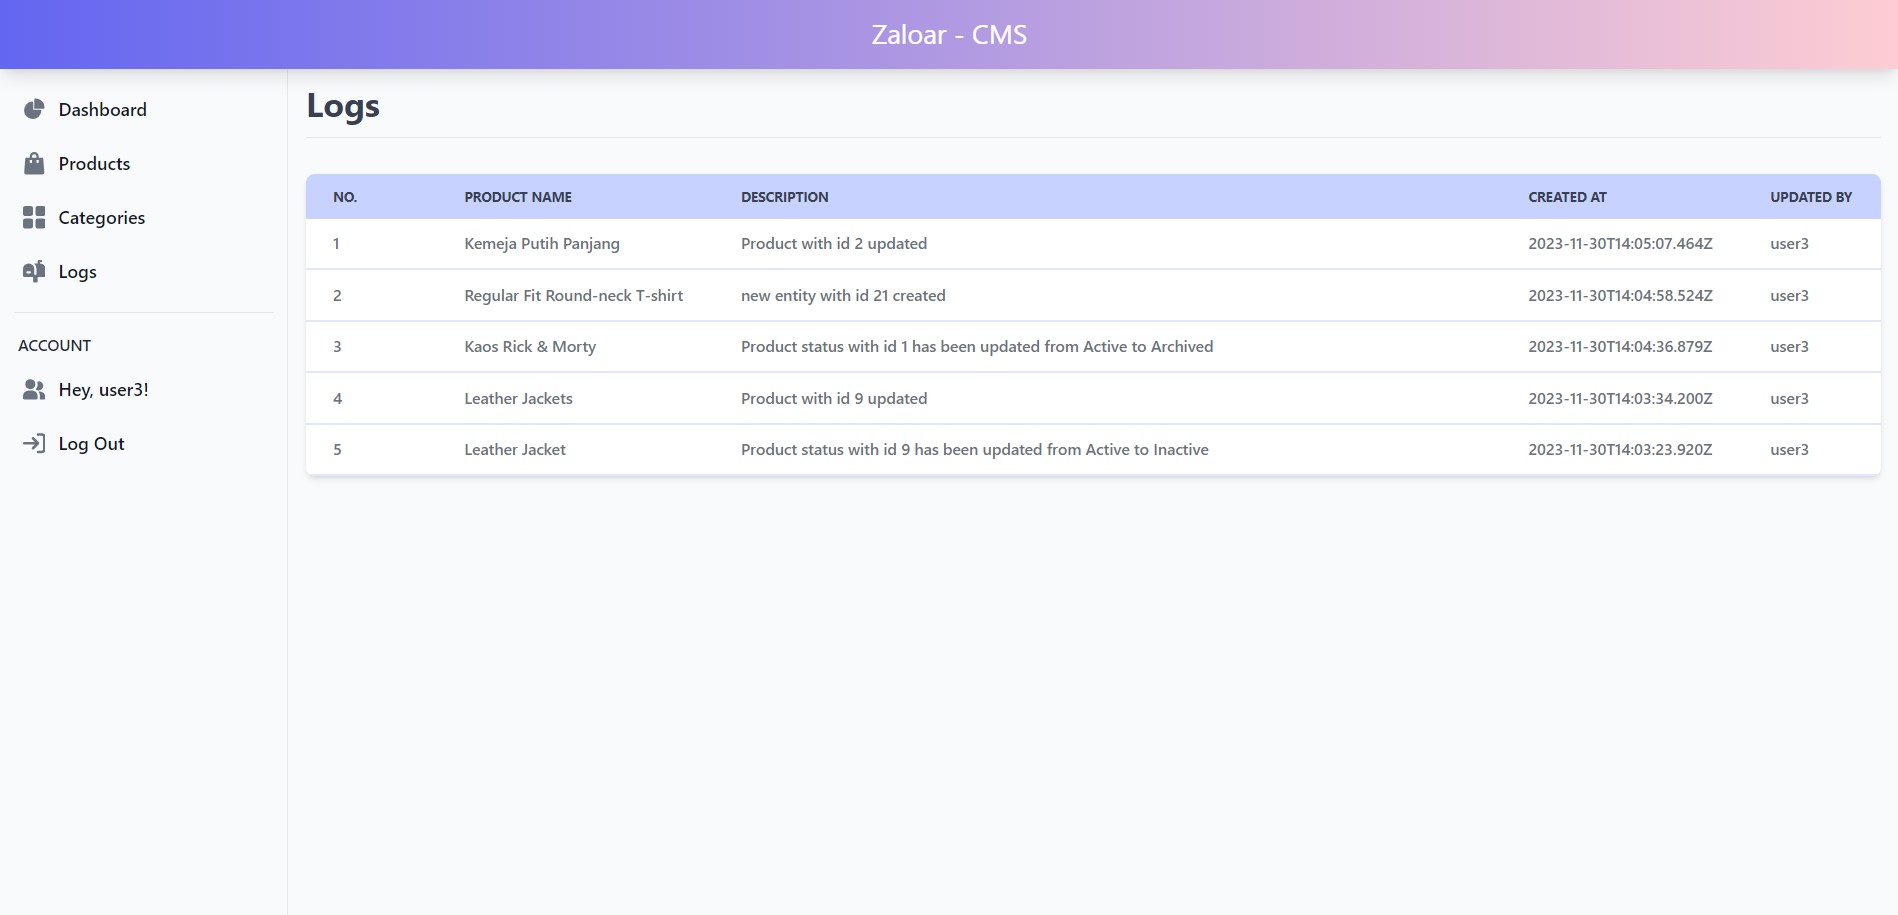 Zaloar - CMS
Dashboard
Products
Categories
Logs
ACCOUNT
Hey, user3!
Log Out
Logs
NO. PRODUCT NAME DESCRIPTION CREATED AT UPDATED BY
1 Kemeja Putih Panjang Product with id 2 updated 2023-11-30T14:05:07.464Z user3
2 Regular Fit Round-neck T-shirt new entity with id 21 created 2023-11-30T14:04:58.524Z user3
3 Kaos Rick & Morty Product status with id 1 has been updated from Active to Archived 2023-11-30T14:04:36.879Z user3
4 Leather Jackets Product with id 9 updated 2023-11-30T14:03:34.200Z user3
5 Leather Jacket Product status with id 9 has been updated from Active to Inactive 2023-11-30T14:03:23.920Z user3